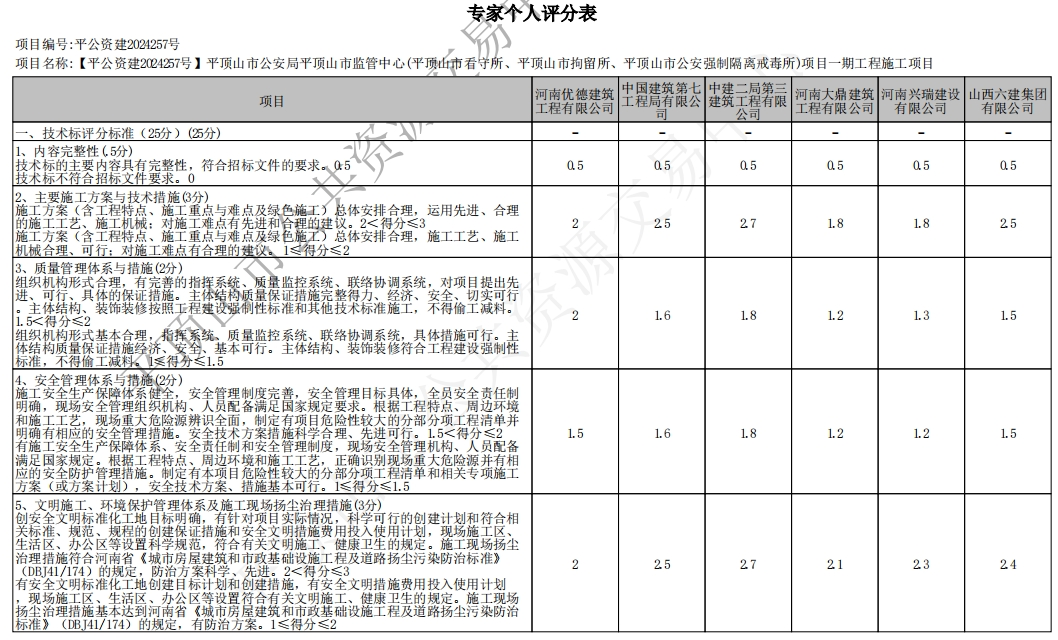 专家个人评分表
项目编号:平公资建2024257号
项目名称:【平公资建2024257号】平顶山市公安局平顶山市监管中心(平顶山市看守所、平顶山市拘留所、平顶山市公安强制隔离戒毒所)项目一期工程施工项目
项目
河南优德建筑
工程有限公司
中国建筑第七
工程局有限公
司
中建二局第三
建筑工程有限
公司
河南大鼎建筑
工程有限公司
河南兴瑞建设
有限公司
山西六建集团
有限公司
一、技术标评分标准（25分）(25分)
- - - - - -
1、内容完整性(.5分)
技术标的主要内容具有完整性，符合招标文件的要求。0.5
技术标不符合招标文件要求。0
0.5 0.5 0.5 0.5 0.5 0.5
2、主要施工方案与技术措施(3分)
施工方案（含工程特点、施工重点与难点及绿色施工）总体安排合理，运用先进、合理
的施工工艺、施工机械；对施工难点有先进和合理的建议。2＜得分≤3
施工方案（含工程特点、施工重点与难点及绿色施工）总体安排合理，施工工艺、施工
机械合理、可行；对施工难点有合理的建议。1≤得分≤2
2 2.5 2.7 1.8 1.8 2.5
3、质量管理体系与措施(2分)
组织机构形式合理，有完善的指挥系统、质量监控系统、联络协调系统，对项目提出先
进、可行、具体的保证措施。主体结构质量保证措施完整得力、经济、安全、切实可行
。主体结构、装饰装修按照工程建设强制性标准和其他技术标准施工，不得偷工减料。
1.5＜得分≤2
组织机构形式基本合理，指挥系统、质量监控系统、联络协调系统，具体措施可行。主
体结构质量保证措施经济、安全、基本可行。主体结构、装饰装修符合工程建设强制性
标准，不得偷工减料。1≤得分≤1.5
2 1.6 1.8 1.2 1.3 1.5
4、安全管理体系与措施(2分)
施工安全生产保障体系健全，安全管理制度完善，安全管理目标具体，全员安全责任制
明确，现场安全管理组织机构、人员配备满足国家规定要求。根据工程特点、周边环境
和施工工艺，现场重大危险源辨识全面，制定有项目危险性较大的分部分项工程清单并
明确有相应的安全管理措施。安全技术方案措施科学合理、先进可行。1.5＜得分≤2
有施工安全生产保障体系、安全责任制和安全管理制度，现场安全管理机构、人员配备
满足国家规定。根据工程特点、周边环境和施工工艺，正确识别现场重大危险源并有相
应的安全防护管理措施。制定有本项目危险性较大的分部分项工程清单和相关专项施工
方案（或方案计划），安全技术方案、措施基本可行。1≤得分≤1.5
1.5 1.6 1.8 1.2 1.2 1.5
5、文明施工、环境保护管理体系及施工现场扬尘治理措施(3分)
创安全文明标准化工地目标明确，有针对项目实际情况，科学可行的创建计划和符合相
关标准、规范、规程的创建保证措施和安全文明措施费用投入使用计划，现场施工区、
生活区、办公区等设置科学规范，符合有关文明施工、健康卫生的规定。施工现场扬尘
治理措施符合河南省《城市房屋建筑和市政基础设施工程及道路扬尘污染防治标准》
（DBJ41/174）的规定，防治方案科学、先进。2＜得分≤3
有安全文明标准化工地创建目标计划和创建措施，有安全文明措施费用投入使用计划
，现场施工区、生活区、办公区等设置符合有关文明施工、健康卫生的规定。施工现场
扬尘治理措施基本达到河南省《城市房屋建筑和市政基础设施工程及道路扬尘污染防治
标准》（DBJ41/174）的规定，有防治方案。1≤得分≤2
2 2.5 2.7 2.1 2.3 2.4